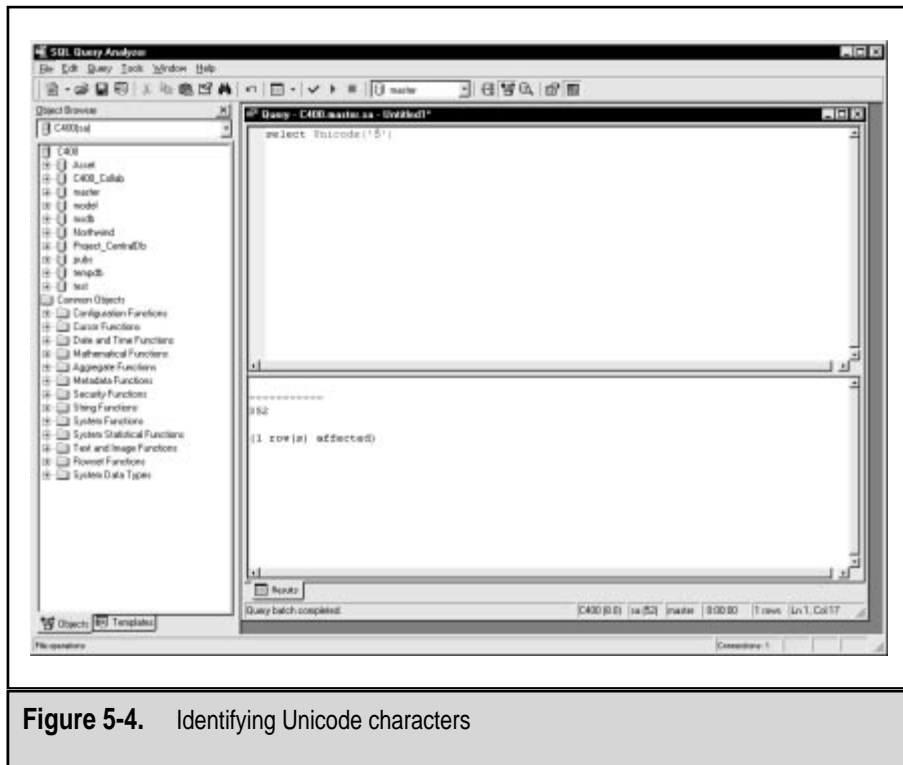 SQL Query Analyzer
File Edit Query Tools Window Help
master
Object Browser
C400(sa)
C400
Asset
C400_Collab
master
model
msdb
Northwind
Project_CentralDb
pubs
tempdb
test
Common Objects
Configuration Functions
Cursor Functions
Date and Time Functions
Mathematical Functions
Aggregate Functions
Metadata Functions
Security Functions
String Functions
System Functions
System Statistical Functions
Text and Image Functions
Rowset Functions
System Data Types
Objects Templates
Query - C400.master.sa - Untitled1*
select Unicode('Š')
-----------
352
(1 row(s) affected)
Results
Query batch completed. C400 (8.0) sa (52) master 0:00:00 1 rows Ln 1, Col 17
File operations Connections: 1
Figure 5-4. Identifying Unicode characters